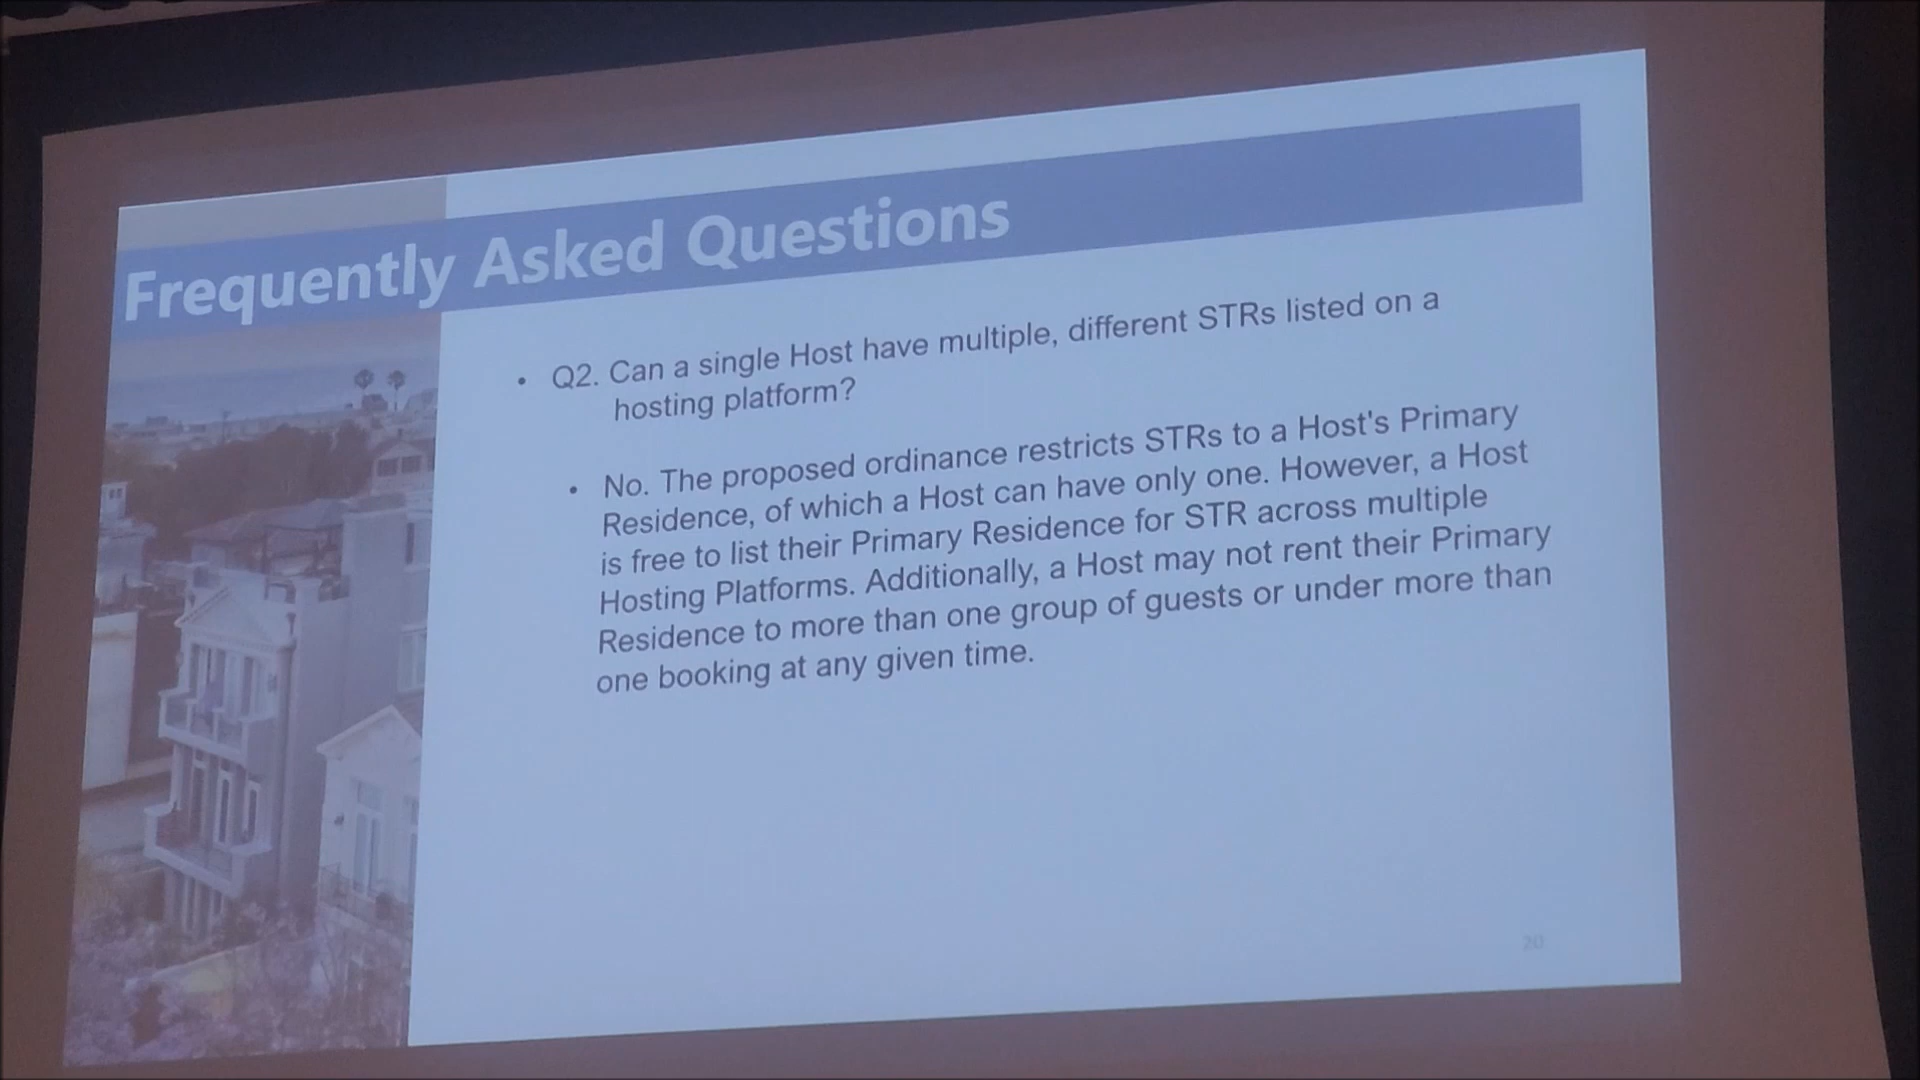 Frequently Asked Questions
• Q2. Can a single Host have multiple, different STRs listed on a
hosting platform?
• No. The proposed ordinance restricts STRs to a Host's Primary
Residence, of which a Host can have only one. However, a Host
is free to list their Primary Residence for STR across multiple
Hosting Platforms. Additionally, a Host may not rent their Primary
Residence to more than one group of guests or under more than
one booking at any given time.
20